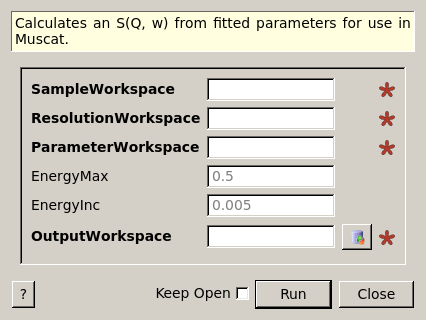 Calculates an S(Q, w) from fitted parameters for use in
Muscat.
SampleWorkspace
ResolutionWorkspace
ParameterWorkspace
EnergyMax 0.5
EnergyInc 0.005
OutputWorkspace
? Keep Open Run Close